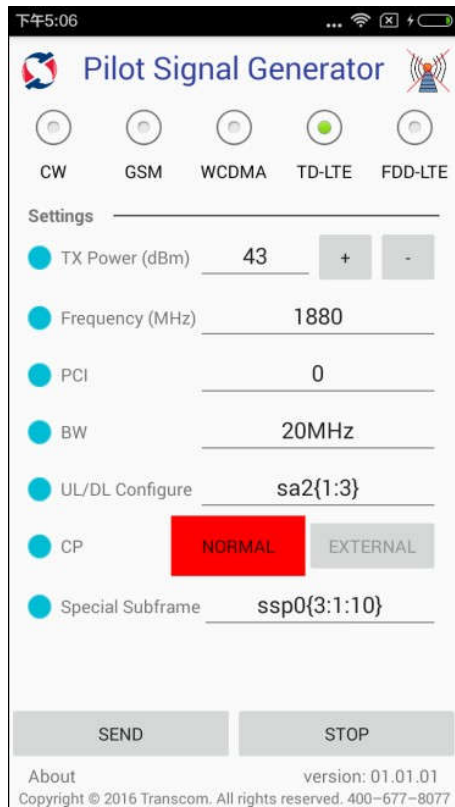 下午5:06 ...
Pilot Signal Generator
CW GSM WCDMA TD-LTE FDD-LTE
Settings
TX Power (dBm) 43 + -
Frequency (MHz) 1880
PCI 0
BW 20MHz
UL/DL Configure sa2{1:3}
CP NORMAL EXTERNAL
Special Subframe ssp0{3:1:10}
SEND STOP
About version: 01.01.01
Copyright © 2016 Transcom. All rights reserved. 400-677-8077